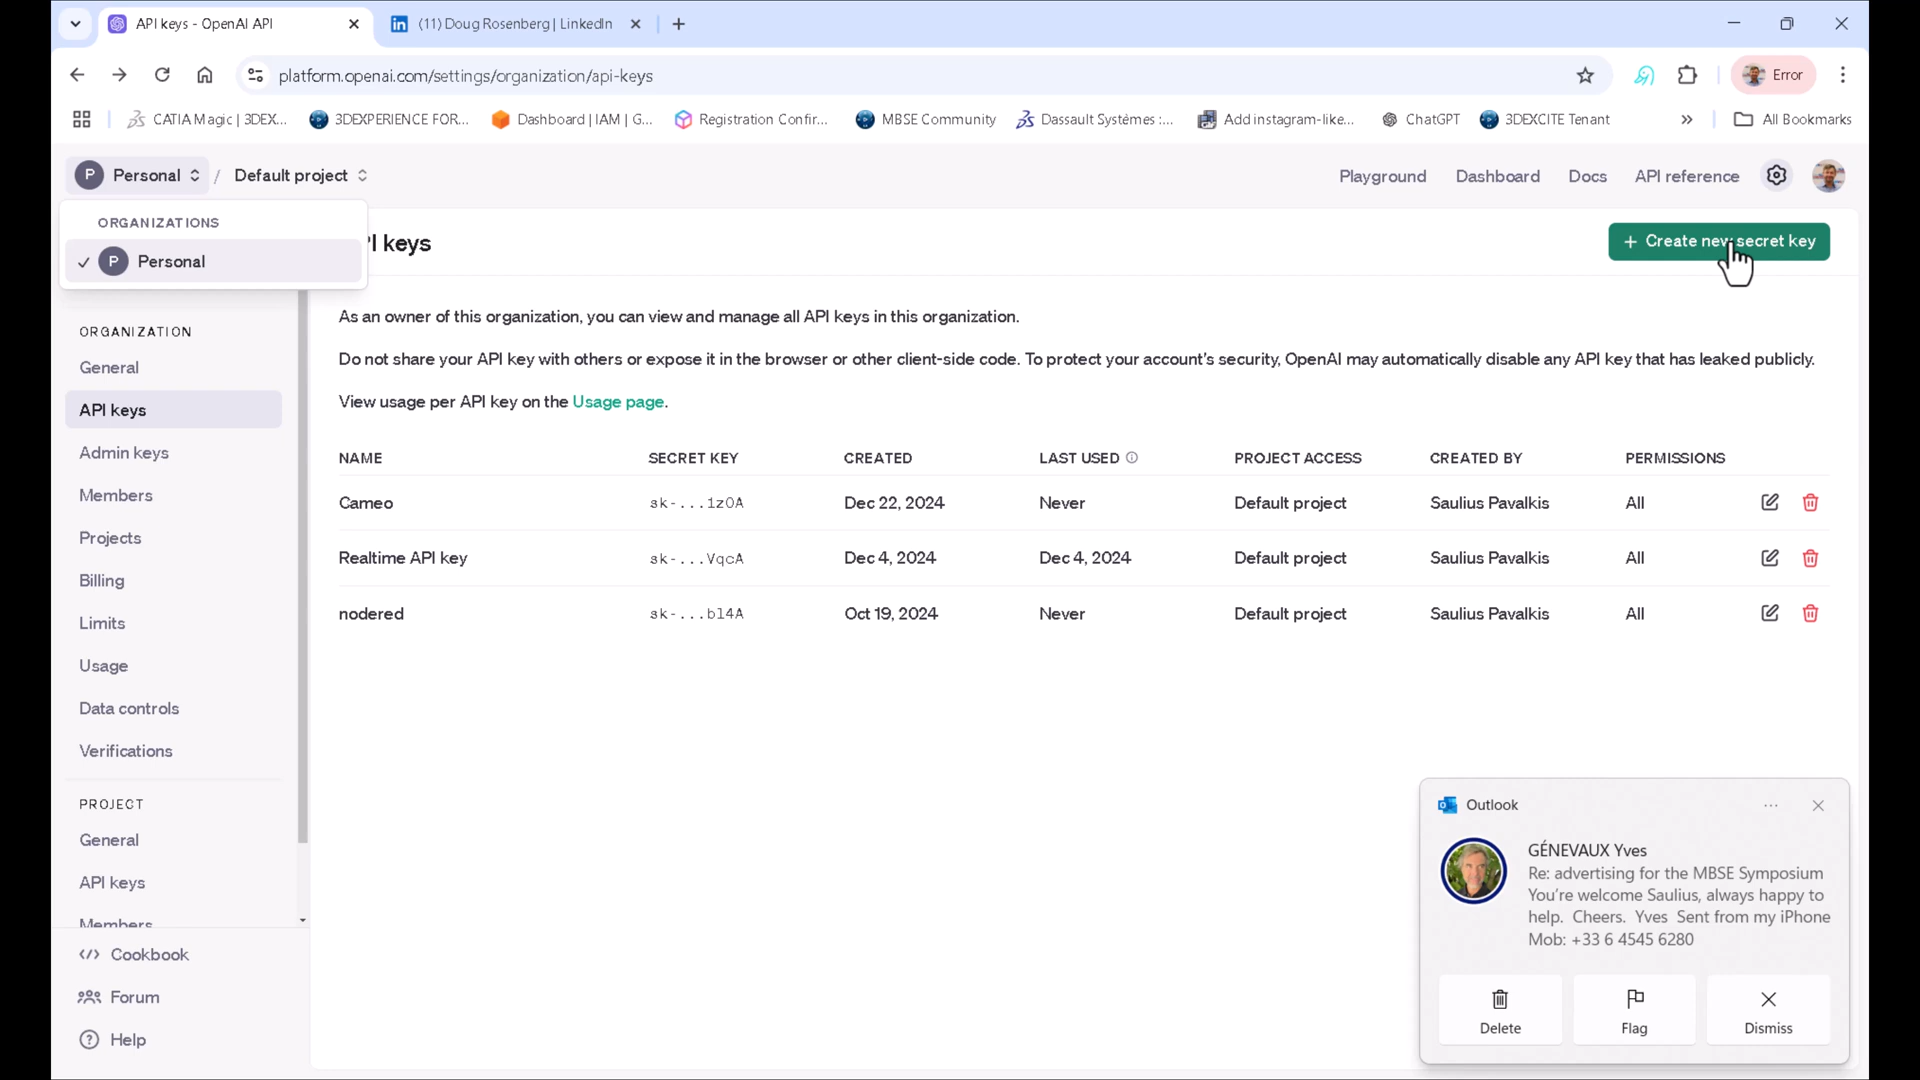 API keys - OpenAI API
(11) Doug Rosenberg | LinkedIn
platform.openai.com/settings/organization/api-keys
Error
CATIA Magic | 3DEX...
3DEXPERIENCE FOR...
Dashboard | IAM | G...
Registration Confir...
MBSE Community
Dassault Systèmes :...
Add instagram-like...
ChatGPT
3DEXCITE Tenant
All Bookmarks
P Personal / Default project
Playground
Dashboard
Docs
API reference
ORGANIZATIONS
P Personal
PI keys
+ Create new secret key
ORGANIZATION
General
API keys
Admin keys
Members
Projects
Billing
Limits
Usage
Data controls
Verifications
PROJECT
General
API keys
Members
Cookbook
Forum
Help
As an owner of this organization, you can view and manage all API keys in this organization.
Do not share your API key with others or expose it in the browser or other client-side code. To protect your account's security, OpenAI may automatically disable any API key that has leaked publicly.
View usage per API key on the Usage page.
NAME SECRET KEY CREATED LAST USED PROJECT ACCESS CREATED BY PERMISSIONS
Cameo sk-...1z0A Dec 22, 2024 Never Default project Saulius Pavalkis All
Realtime API key sk-...VqcA Dec 4, 2024 Dec 4, 2024 Default project Saulius Pavalkis All
nodered sk-...bl4A Oct 19, 2024 Never Default project Saulius Pavalkis All
Outlook
GÉNEVAUX Yves
Re: advertising for the MBSE Symposium
You're welcome Saulius, always happy to
help. Cheers. Yves Sent from my iPhone
Mob: +33 6 4545 6280
Delete
Flag
Dismiss